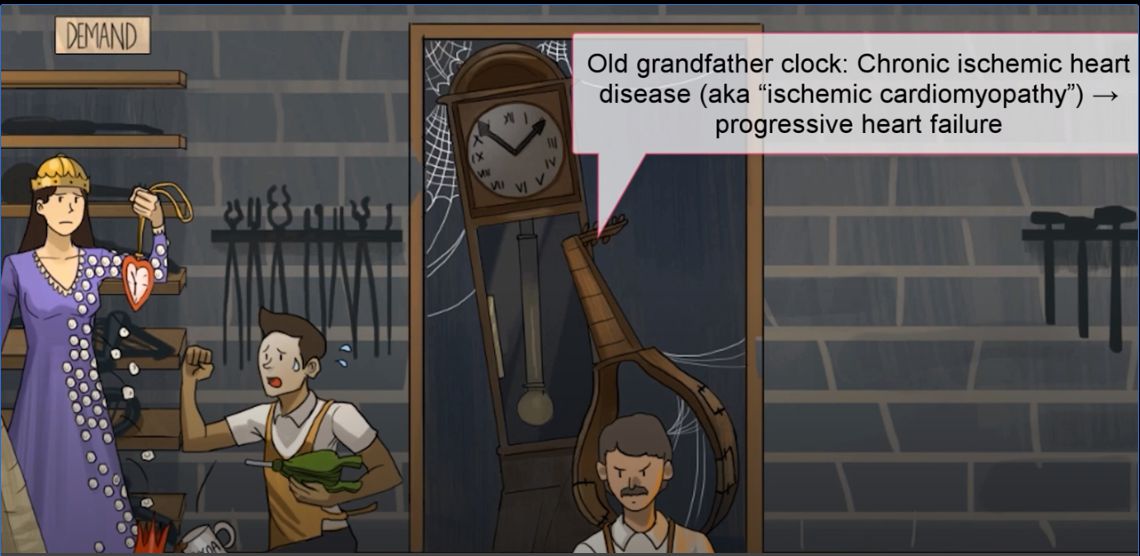 DEMAND
Old grandfather clock: Chronic ischemic heart
disease (aka “ischemic cardiomyopathy”) →
progressive heart failure